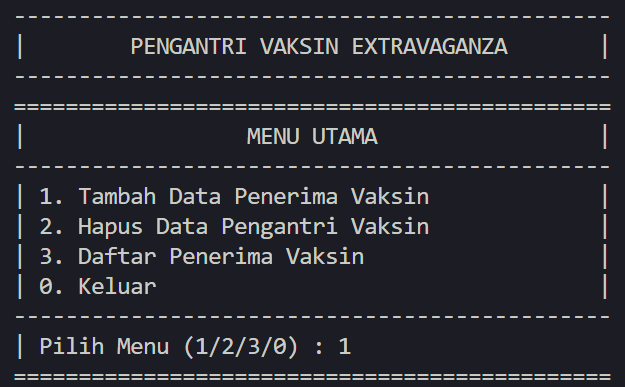 ----------------------------------------------
|        PENGANTRI VAKSIN EXTRAVAGANZA       |
----------------------------------------------
==============================================
|                 MENU UTAMA                 |
----------------------------------------------
| 1. Tambah Data Penerima Vaksin             |
| 2. Hapus Data Pengantri Vaksin             |
| 3. Daftar Penerima Vaksin                  |
| 0. Keluar                                  |
----------------------------------------------
| Pilih Menu (1/2/3/0) : 1
==============================================